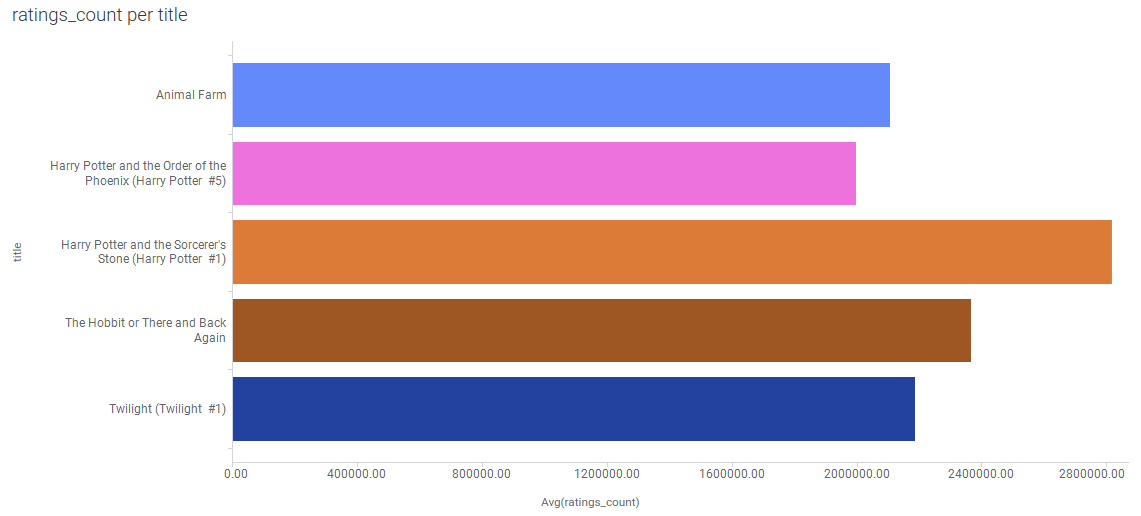 ratings_count per title
Animal Farm
Harry Potter and the Order of the
Phoenix (Harry Potter  #5)
Harry Potter and the Sorcerer's
Stone (Harry Potter  #1)
The Hobbit or There and Back
Again
Twilight (Twilight  #1)
title
0.00
400000.00
800000.00
1200000.00
1600000.00
2000000.00
2400000.00
2800000.00
Avg(ratings_count)